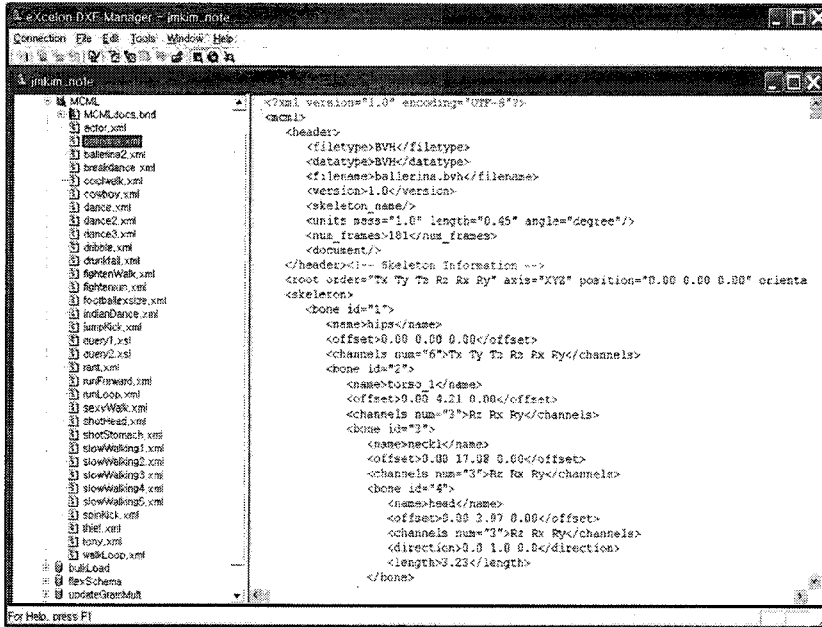 eXcelon DXE Manager - jmkim_note
Connection File Edit Tools Window Help
jmkim_note
MCML
MCMLdocs.bnd
actor.xml
ballerina2.xml
breakdance.xml
coolwalk.xml
cowboy.xml
dance.xml
dance2.xml
dance3.xml
dribble.xml
drunkfall.xml
fightenWalk.xml
fightenrun.xml
footballexsize.xml
indianDance.xml
jumpKick.xml
query1.xsl
query2.xsl
rant.xml
runForward.xml
runLoop.xml
sexyWalk.xml
shotHead.xml
shotStomach.xml
slowWalking1.xml
slowWalking2.xml
slowWalking3.xml
slowWalking4.xml
slowWalking5.xml
spinKick.xml
thief.xml
tony.xml
walkLoop.xml
bulkLoad
flexSchema
updateGramMult
<?xml version="1.0" encoding="UTF-8"?>
<mcml>
<header>
<filetype>BVH</filetype>
<datatype>BVH</datatype>
<filename>ballerina.bvh</filename>
<version>1.0</version>
<skeleton_name/>
<units mass="1.0" length="0.45" angle="degree"/>
<num_frames>181</num_frames>
<document/>
</header><!-- Skeleton Information -->
<root order="Tx Ty Tz Rz Rx Ry" axis="XYZ" position="0.00 0.00 0.00" orienta
<skeleton>
<bone id="1">
<name>hips</name>
<offset>0.00 0.00 0.00</offset>
<channels num="6">Tx Ty Tz Rz Rx Ry</channels>
<bone id="2">
<name>torso_1</name>
<offset>0.00 4.21 0.00</offset>
<channels num="3">Rz Rx Ry</channels>
<bone id="3">
<name>neck1</name>
<offset>0.00 17.08 0.00</offset>
<channels num="3">Rz Rx Ry</channels>
<bone id="4">
<name>head</name>
<offset>0.00 3.97 0.00</offset>
<channels num="3">Rz Rx Ry</channels>
<direction>0.0 1.0 0.0</direction>
<length>3.23</length>
</bone>
For Help, press F1